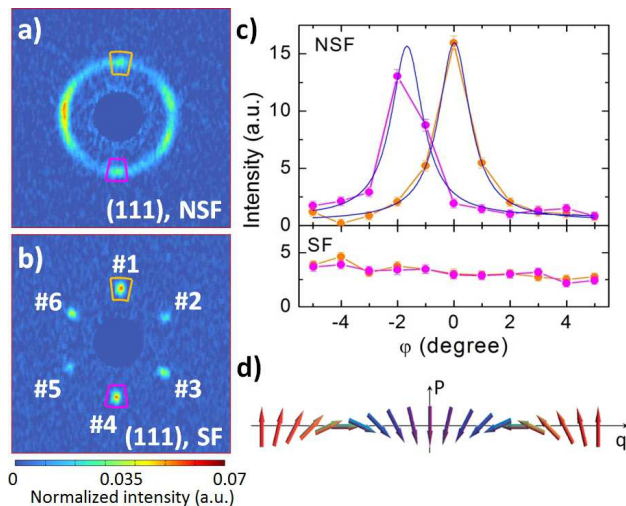 a)
(111), NSF
b)
#1
#6
#2
#5
#3
#4
(111), SF
0
0.035
0.07
Normalized intensity (a.u.)
c)
NSF
15
10
5
0
Intensity (a.u.)
SF
5
0
-4
-2
0
2
4
φ (degree)
d)
P
q